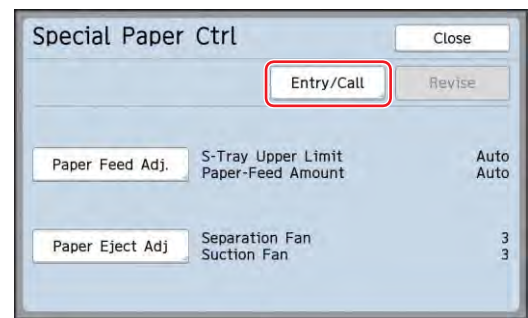 Special Paper Ctrl
Close
Entry/Call
Revise
Paper Feed Adj.
S-Tray Upper Limit Auto
Paper-Feed Amount Auto
Paper Eject Adj
Separation Fan 3
Suction Fan 3